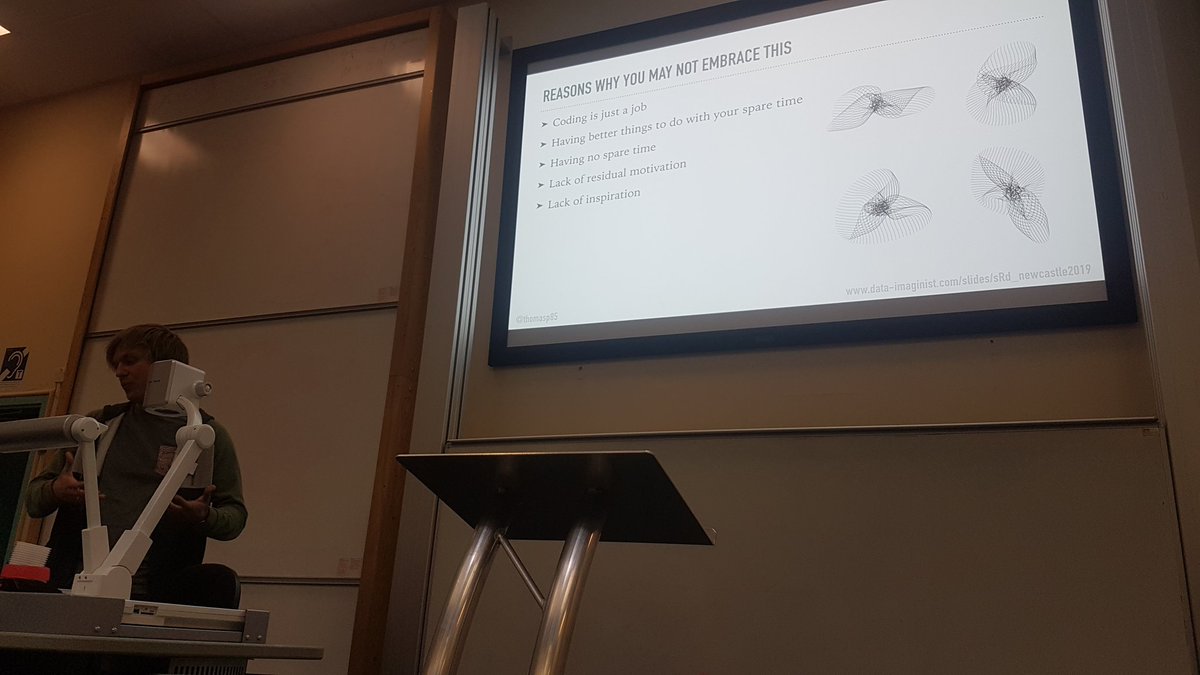 REASONS WHY YOU MAY NOT EMBRACE THIS
➤ Coding is just a job
➤ Having better things to do with your spare time
➤ Having no spare time
➤ Lack of residual motivation
➤ Lack of inspiration
www.data-imaginist.com/slides/sRd_newcastle2019
@thomasp85
T